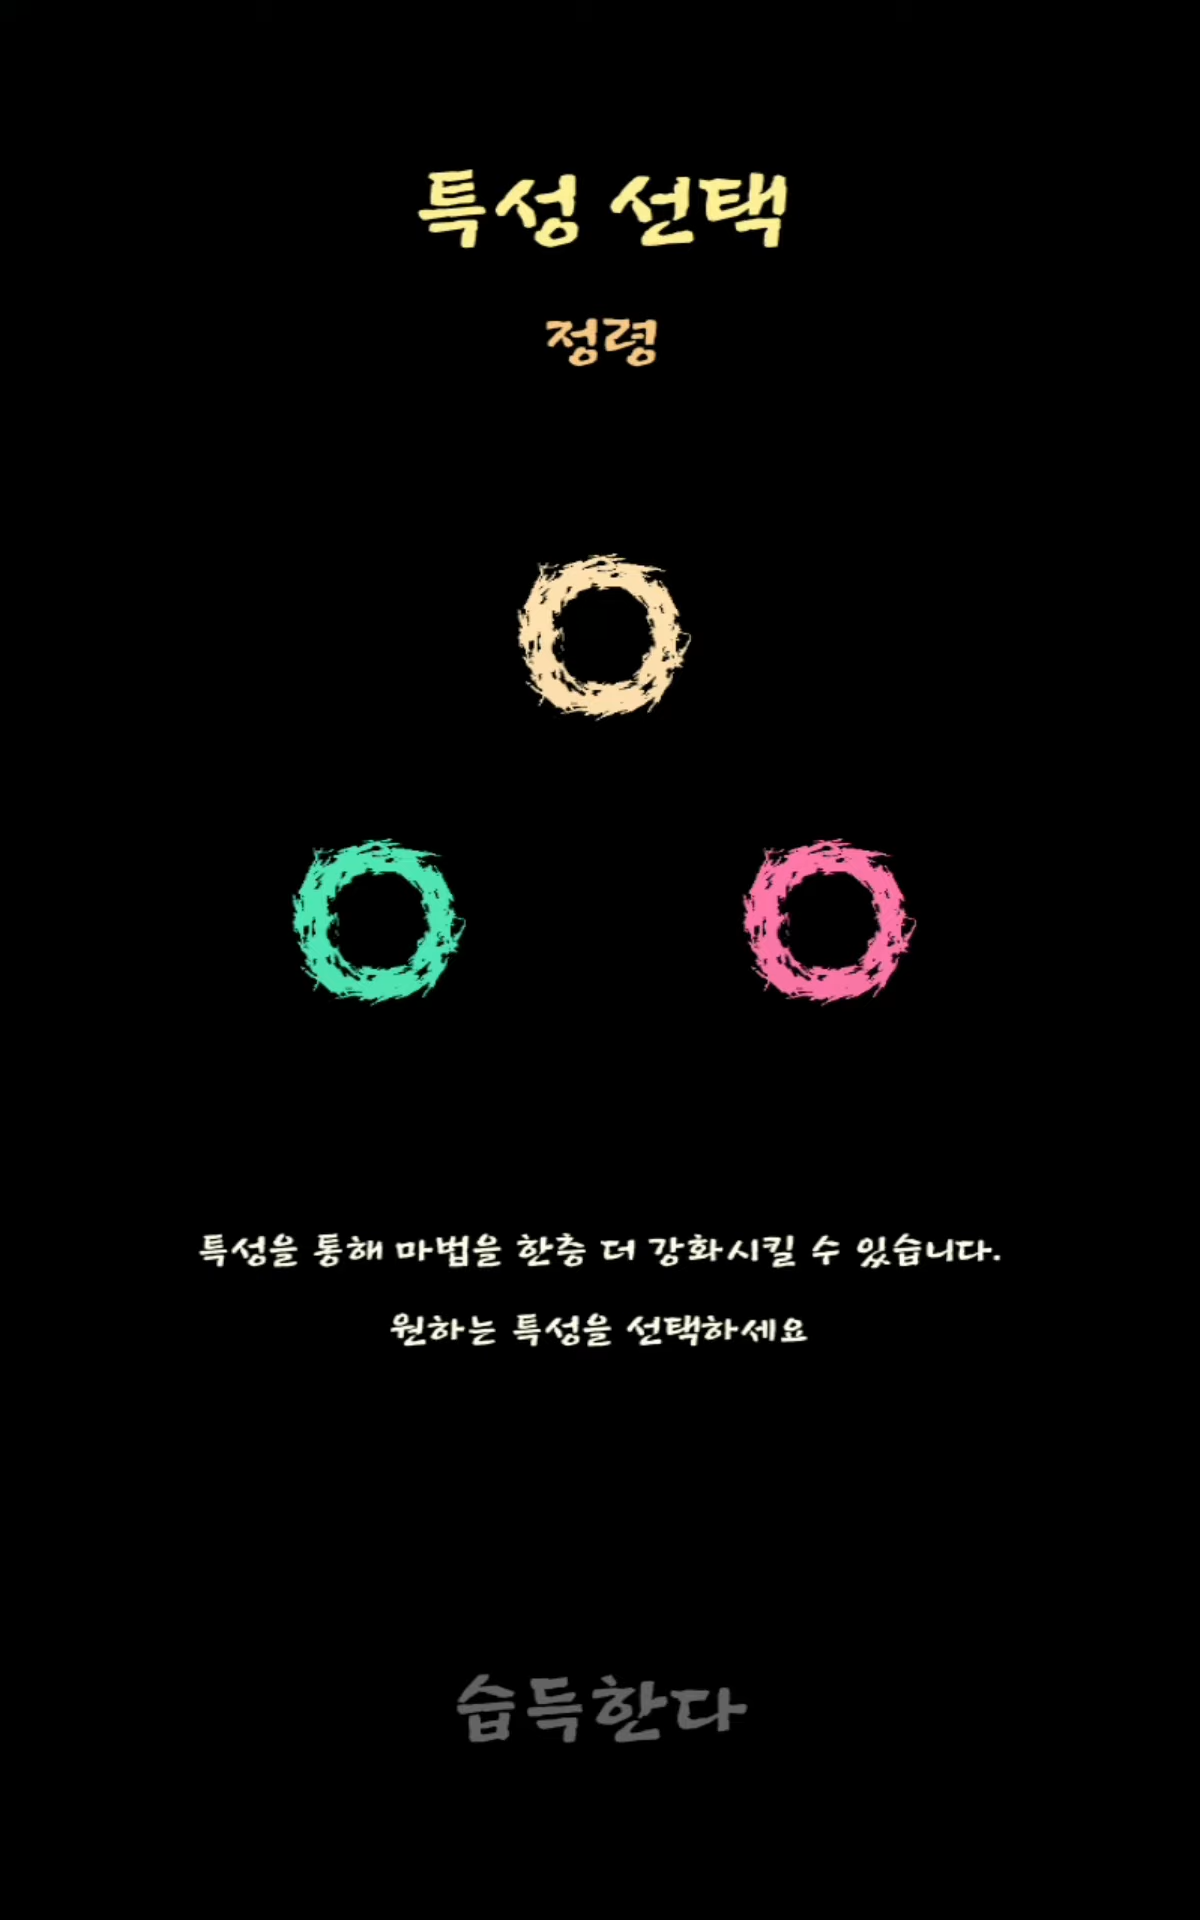 특성 선택
정령
특성을 통해 마법을 한층 더 강화시킬 수 있습니다.
원하는 특성을 선택하세요
습득한다